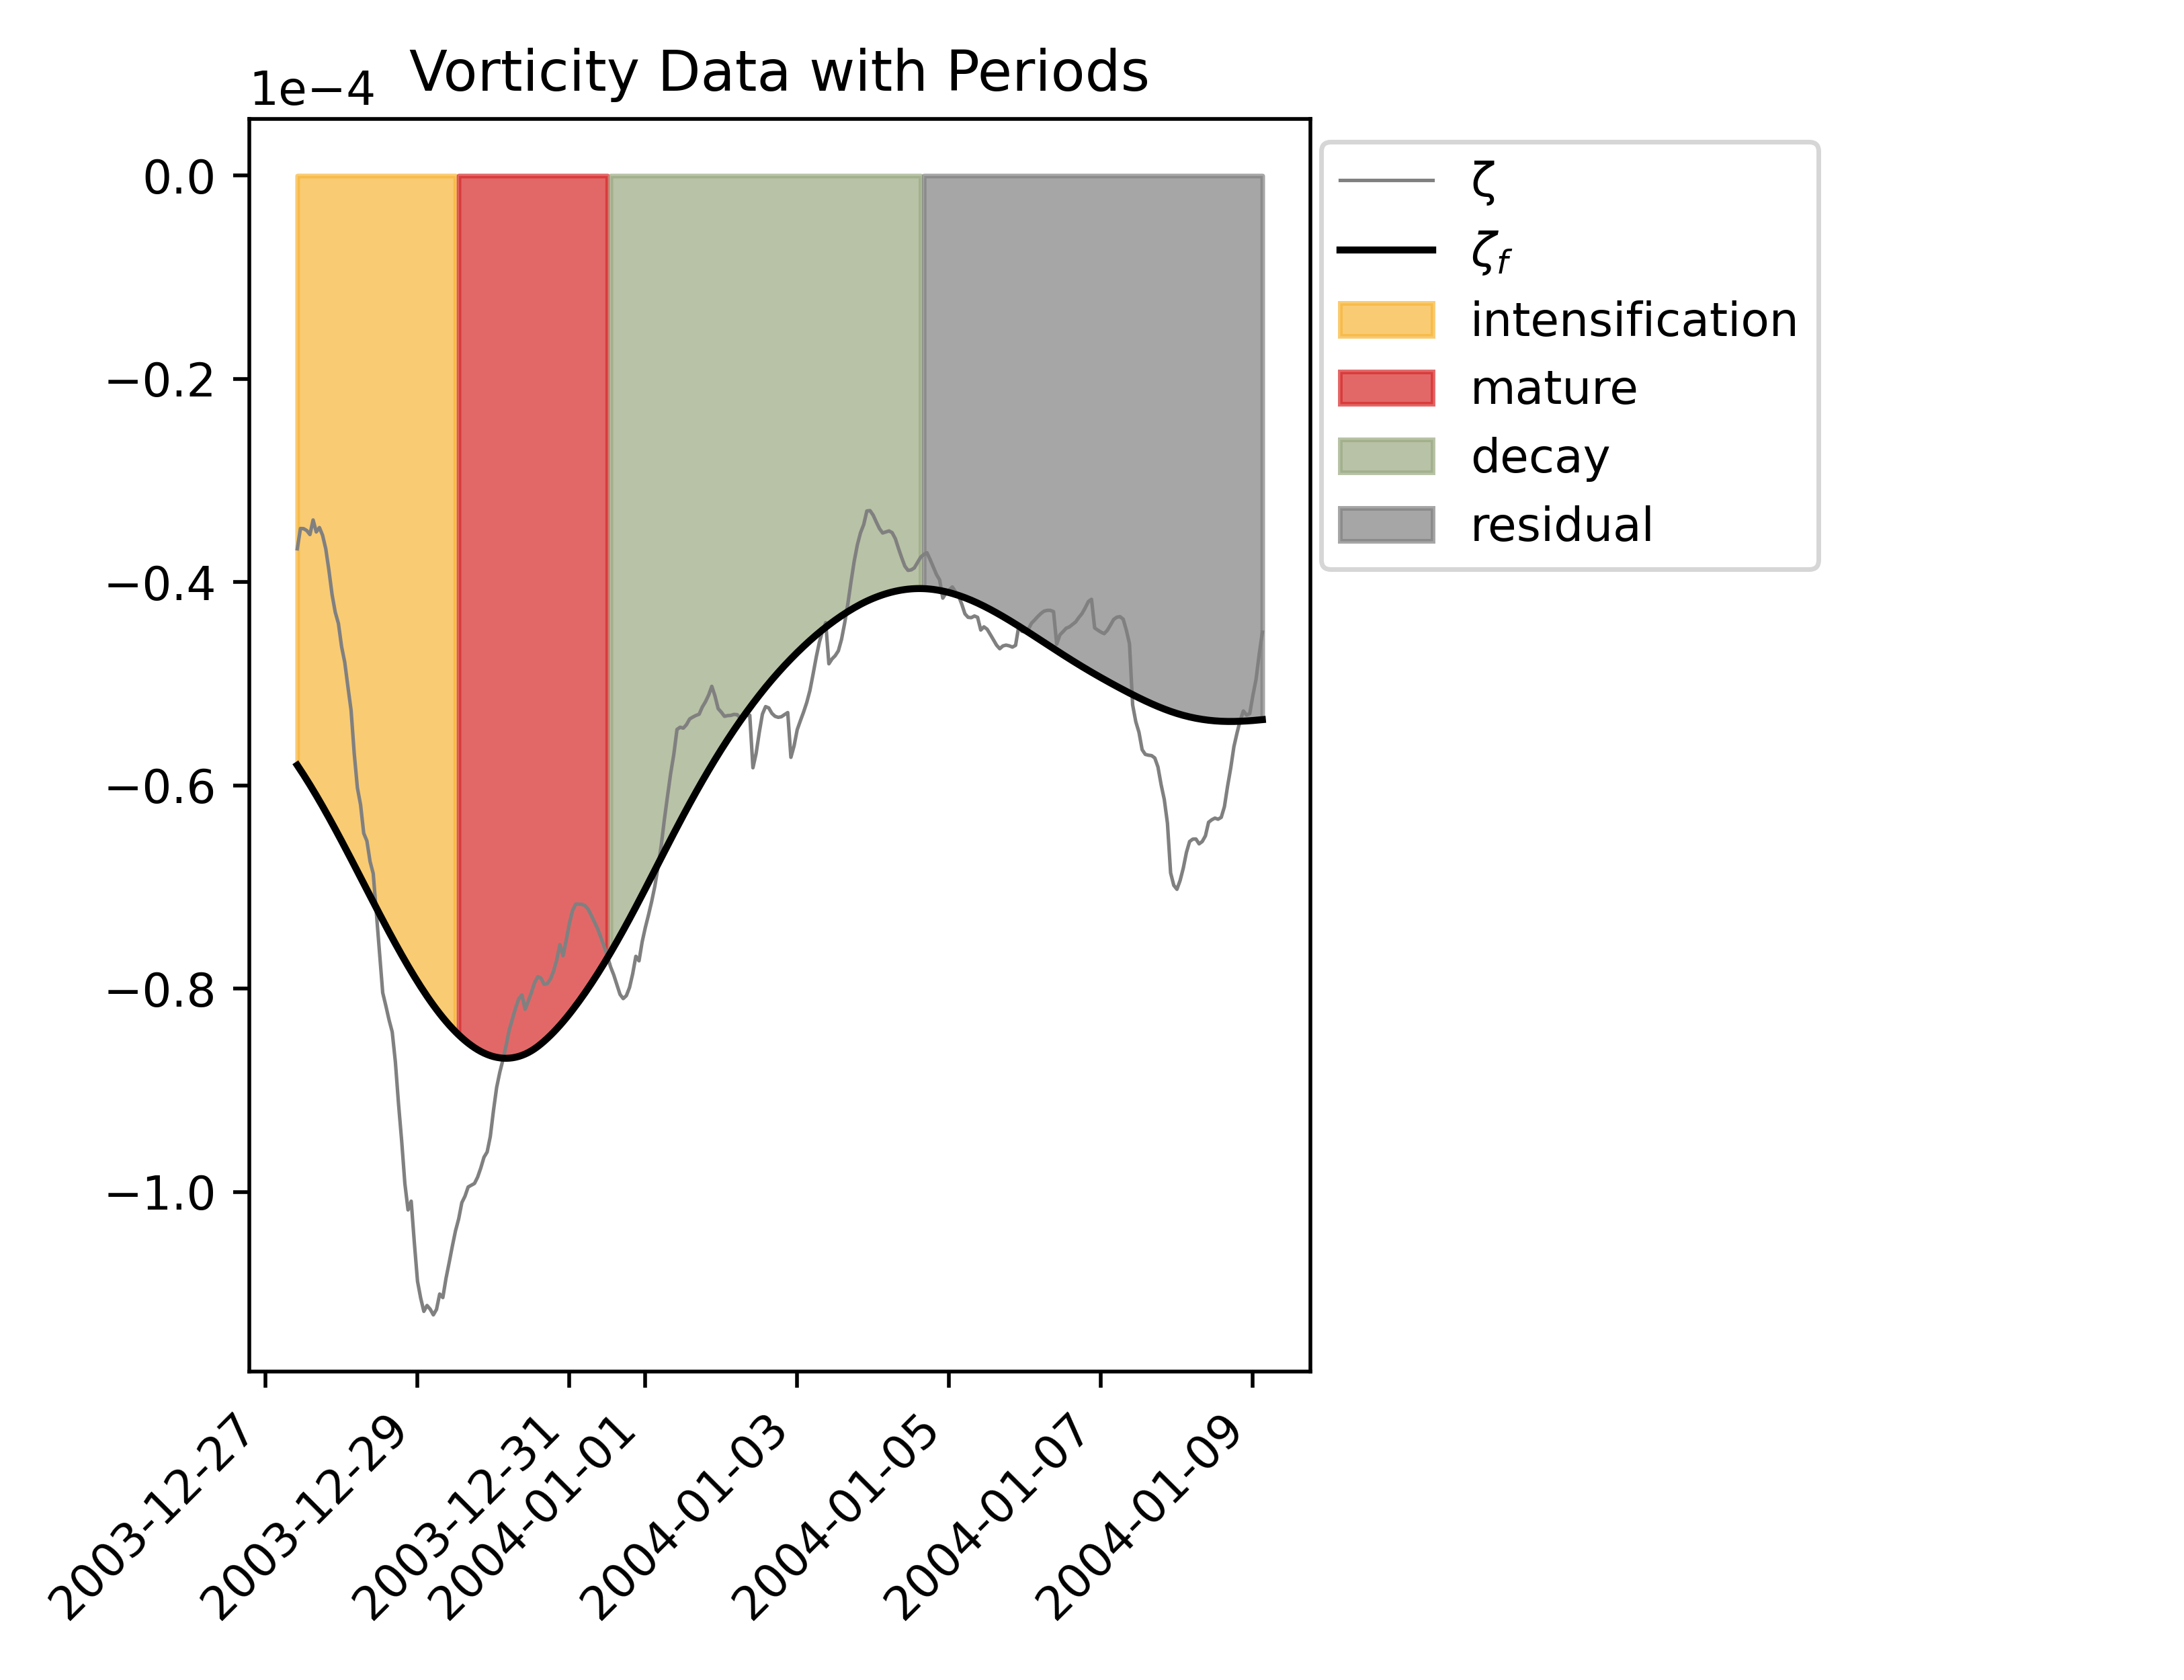 Vorticity Data with Periods
1e−4
0.0
−0.2
−0.4
−0.6
−0.8
−1.0
2003-12-27
2003-12-29
2003-12-31
2004-01-01
2004-01-03
2004-01-05
2004-01-07
2004-01-09
ζ
ζf
intensification
mature
decay
residual